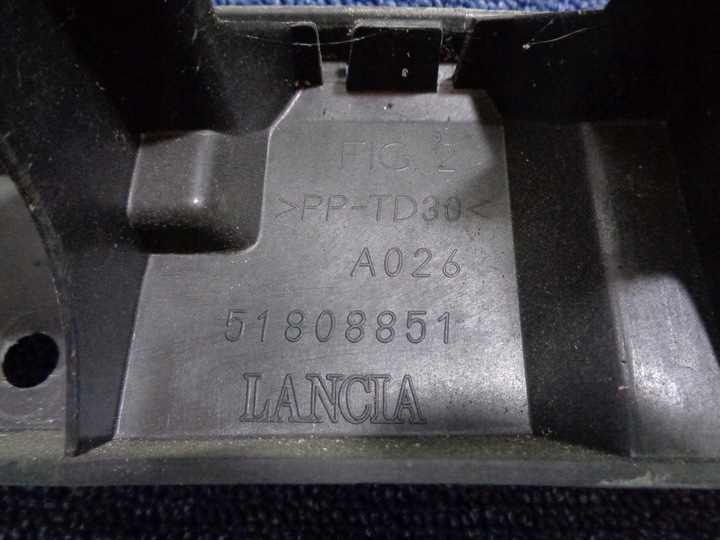 FIG. 2
>PP-TD30<
A026
51808851
LANCIA